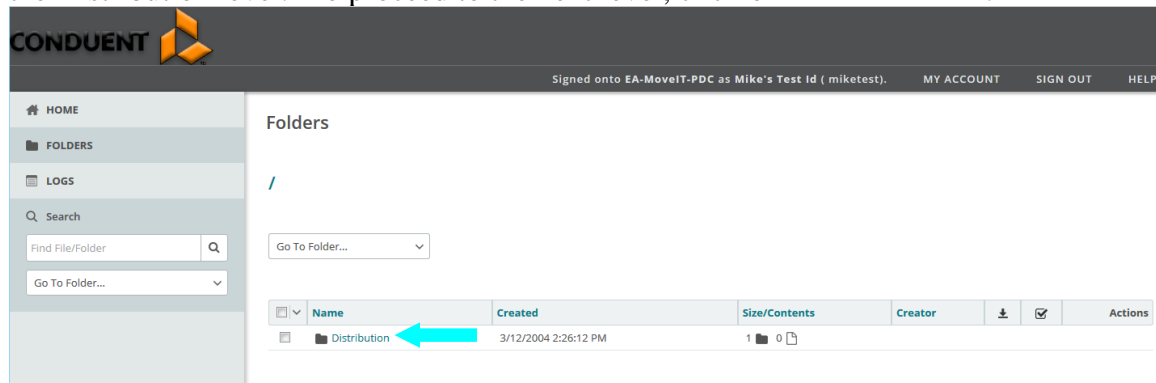 CONDUENT
Signed onto EA-MoveIT-PDC as Mike's Test Id ( miketest). MY ACCOUNT SIGN OUT HELP
HOME
FOLDERS
LOGS
Search
Find File/Folder
Go To Folder...
Folders
/
Go To Folder...
Name Created Size/Contents Creator Actions
Distribution 3/12/2004 2:26:12 PM 1 0